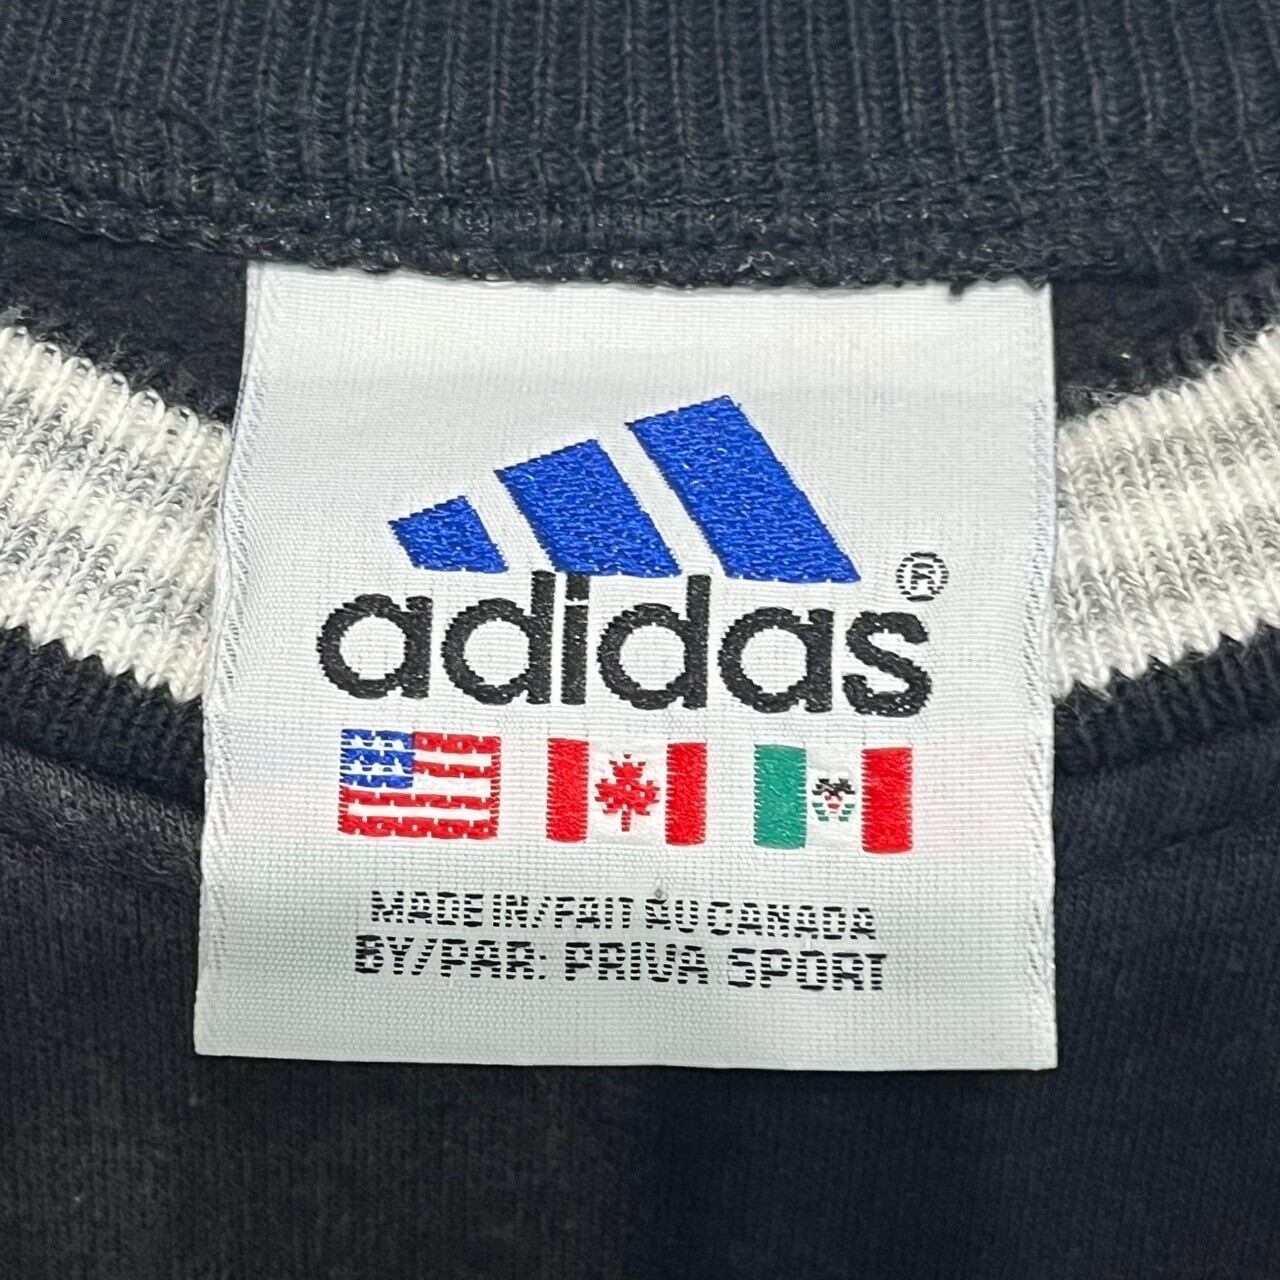 adidas®
MADE IN/FAIT AU CANADA
BY/PAR: PRIVA SPORT